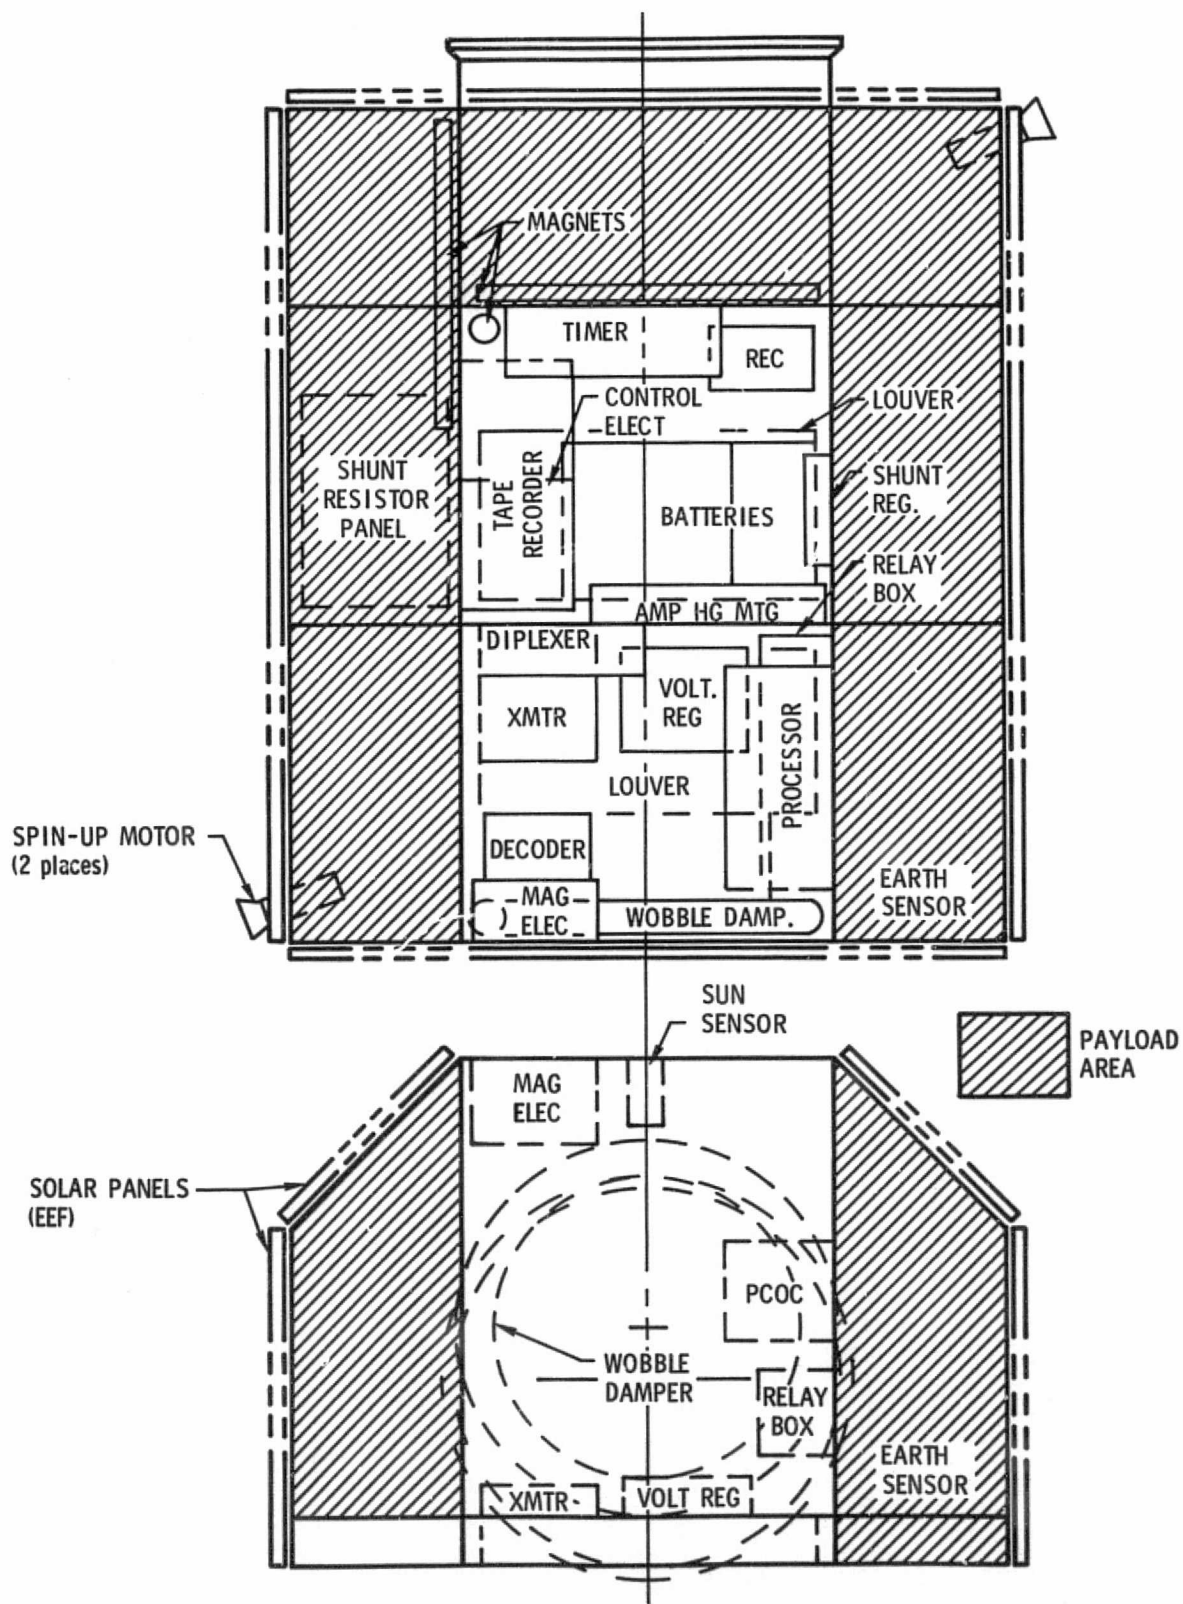 MAGNETS
TIMER
REC
CONTROL
ELECT
LOUVER
SHUNT
RESISTOR
PANEL
TAPE
RECORDER
BATTERIES
SHUNT
REG.
RELAY
BOX
AMP HG MTG
DIPLEXER
XMTR
VOLT.
REG
PROCESSOR
LOUVER
SPIN-UP MOTOR
(2 places)
DECODER
EARTH
SENSOR
MAG
ELEC
WOBBLE DAMP.
SUN
SENSOR
PAYLOAD
AREA
MAG
ELEC
SOLAR PANELS
(EEF)
PCOC
WOBBLE
DAMPER
RELAY
BOX
EARTH
SENSOR
XMTR
VOLT REG